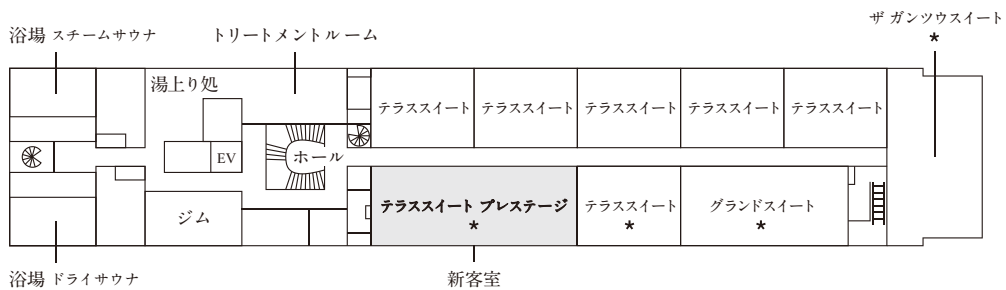 ザ ガンツウスイート
*
浴場 スチームサウナ
トリートメントルーム
湯上り処
テラススイート
テラススイート
テラススイート
テラススイート
テラススイート
EV
ホール
ジム
テラススイート プレステージ
*
テラススイート
*
グランドスイート
*
浴場 ドライサウナ
新客室